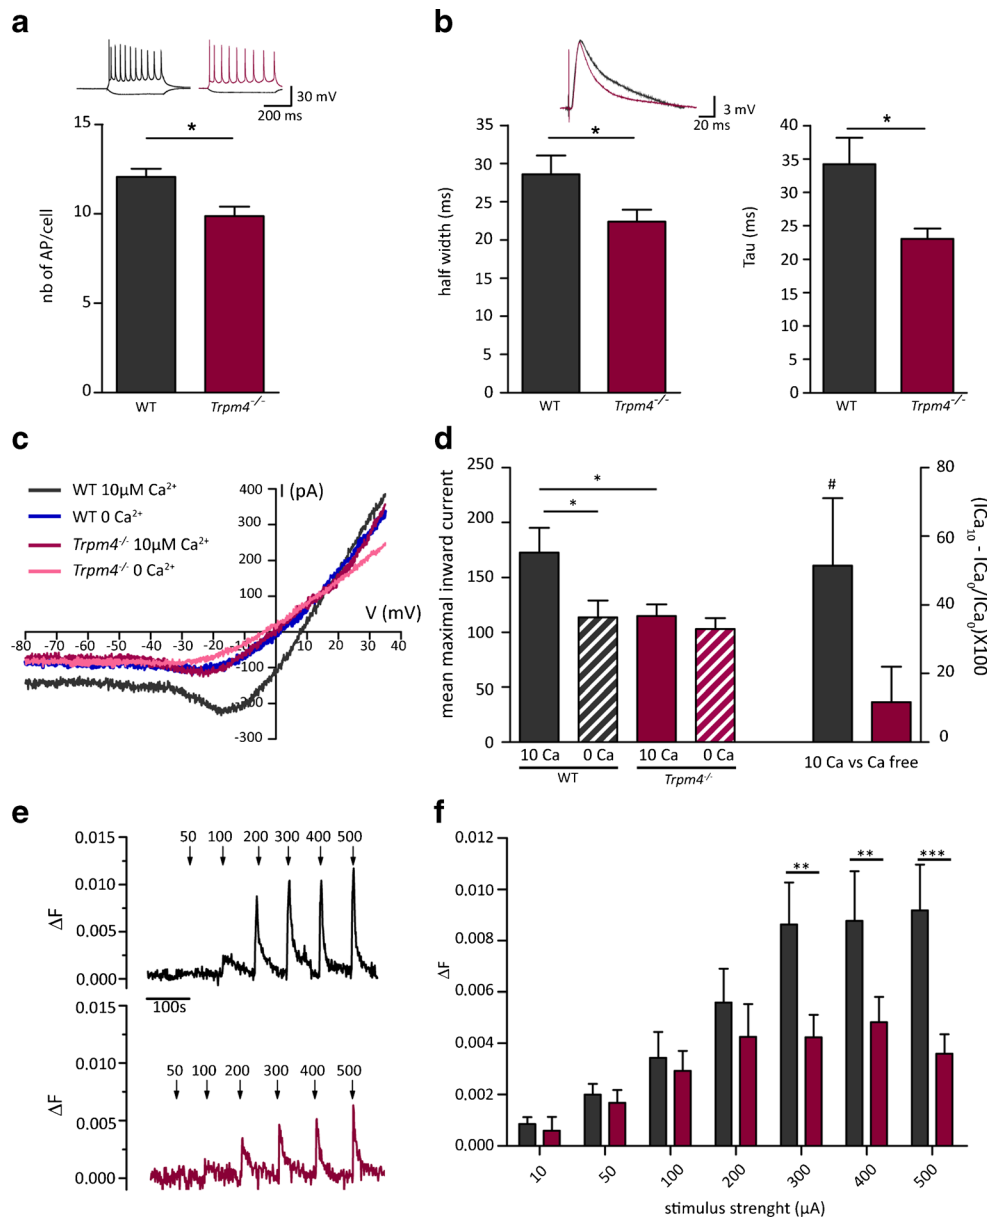 a
30 mV
200 ms
*
15
10
5
0
nb of AP/cell
WT
Trpm4-/-
b
3 mV
20 ms
*
35
30
25
20
15
10
5
0
half width (ms)
WT
Trpm4-/-
*
40
35
30
25
20
15
10
5
0
Tau (ms)
WT
Trpm4-/-
c
WT 10µM Ca2+
WT 0 Ca2+
Trpm4-/- 10µM Ca2+
Trpm4-/- 0 Ca2+
I (pA)
400
300
200
100
V (mV)
-80 -70 -60 -50 -40 -30 -20 -10 0 10 20 30 40
-100
-200
-300
d
250
200
150
100
50
0
mean maximal inward current
*
*
#
80
60
40
20
0
(ICa10 - ICa0/ICa0)X100
10 Ca 0 Ca 10 Ca 0 Ca
WT Trpm4-/-
10 Ca vs Ca free
e
0.015
0.010
0.005
0.000
ΔF
50 100 200 300 400 500
100s
0.015
0.010
0.005
0.000
ΔF
50 100 200 300 400 500
f
0.012
0.010
0.008
0.006
0.004
0.002
0.000
ΔF
** ** ***
10 50 100 200 300 400 500
stimulus strenght (µA)